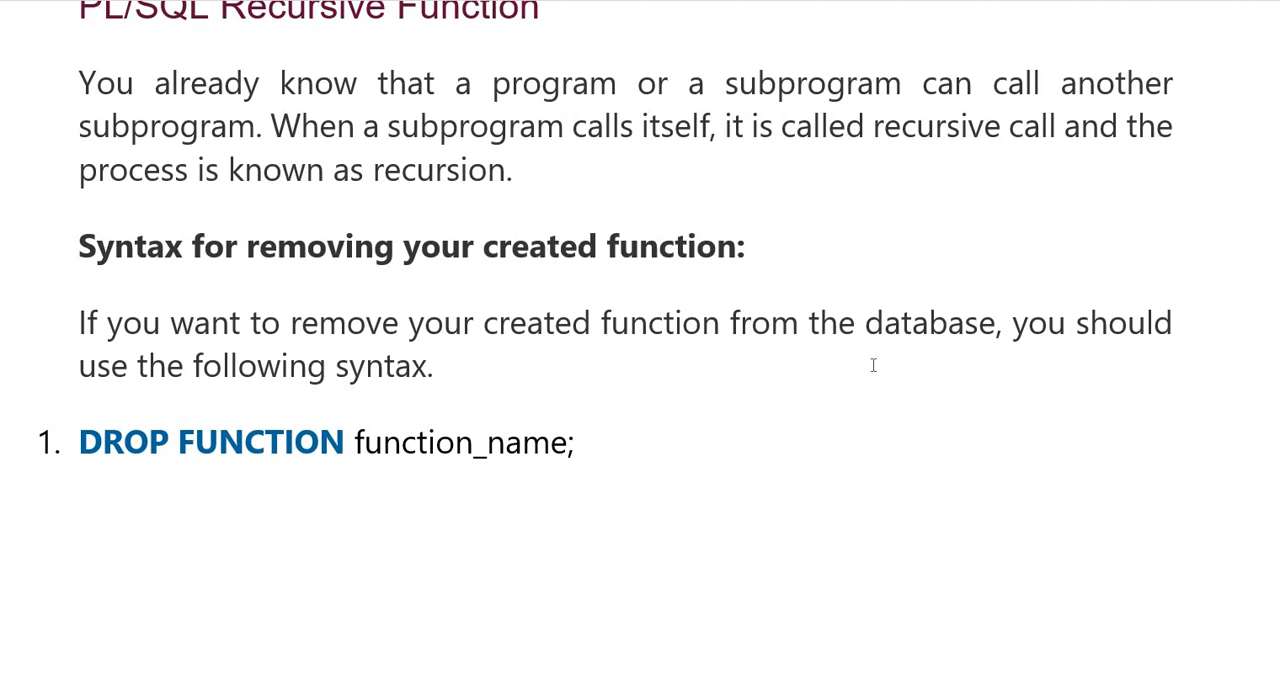 PL/SQL Recursive Function
You already know that a program or a subprogram can call another
subprogram. When a subprogram calls itself, it is called recursive call and the
process is known as recursion.
Syntax for removing your created function:
If you want to remove your created function from the database, you should
use the following syntax.
1. DROP FUNCTION function_name;